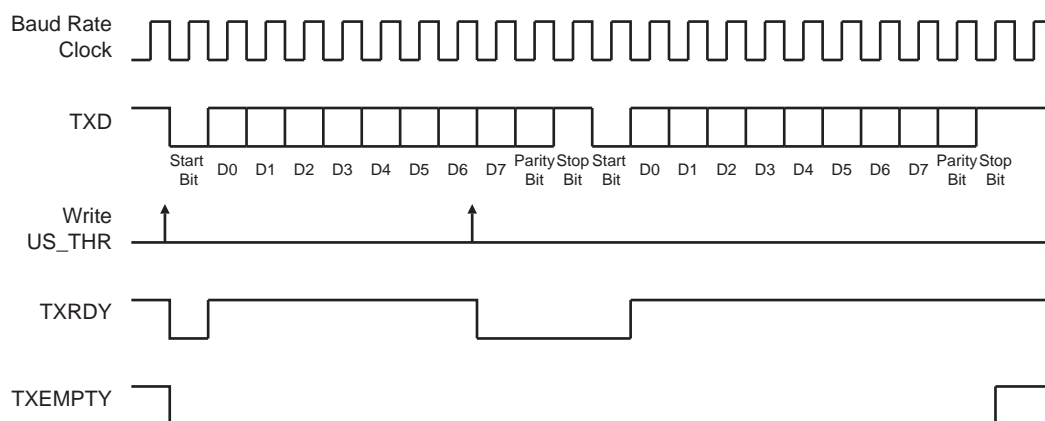 Baud Rate
Clock
TXD
Start
Bit
D0 D1 D2 D3 D4 D5 D6 D7
Parity
Bit
Stop
Bit
Start
Bit
D0 D1 D2 D3 D4 D5 D6 D7
Parity
Bit
Stop
Bit
Write
US_THR
TXRDY
TXEMPTY